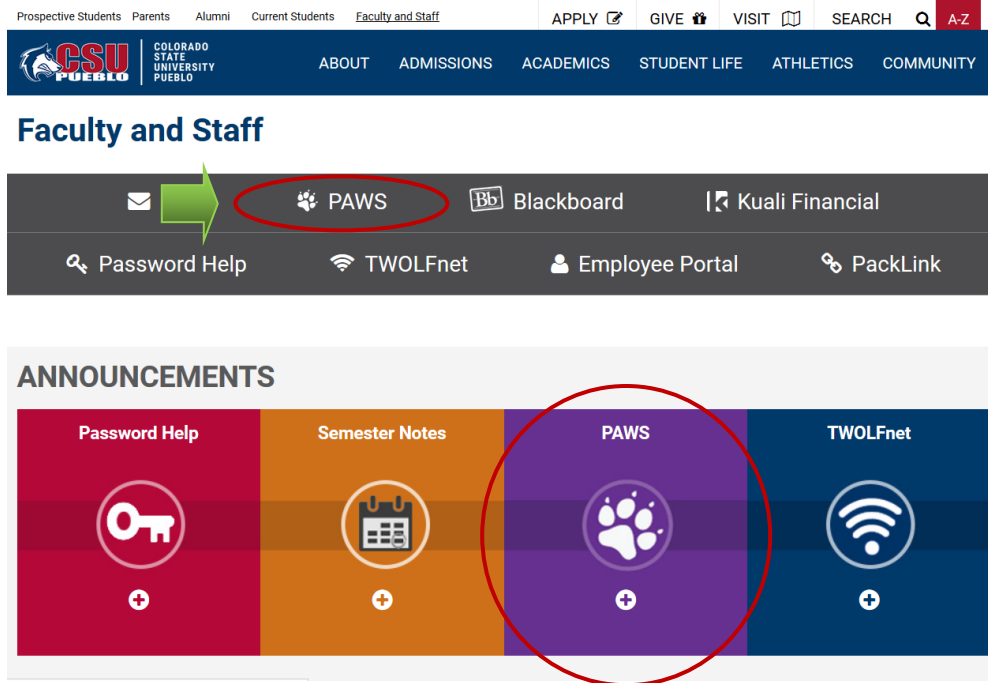 Prospective Students Parents Alumni Current Students Faculty and Staff APPLY GIVE VISIT SEARCH A-Z
CSU
PUEBLO
COLORADO
STATE
UNIVERSITY
PUEBLO
ABOUT ADMISSIONS ACADEMICS STUDENT LIFE ATHLETICS COMMUNITY
Faculty and Staff
PAWS Bb Blackboard Kuali Financial
Password Help TWOLFnet Employee Portal PackLink
ANNOUNCEMENTS
Password Help Semester Notes PAWS TWOLFnet